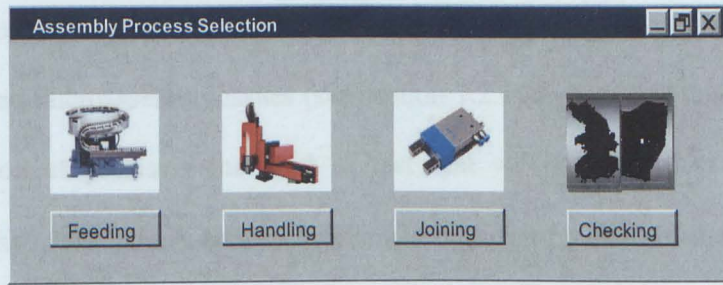 Assembly Process Selection
Feeding
Handling
Joining
Checking